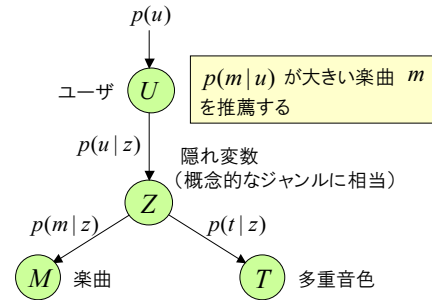 p(u)
ユーザ
U
p(m|u) が大きい楽曲 m
を推薦する
p(u|z)
隠れ変数
（概念的なジャンルに相当）
Z
p(m|z)
p(t|z)
M
楽曲
T
多重音色